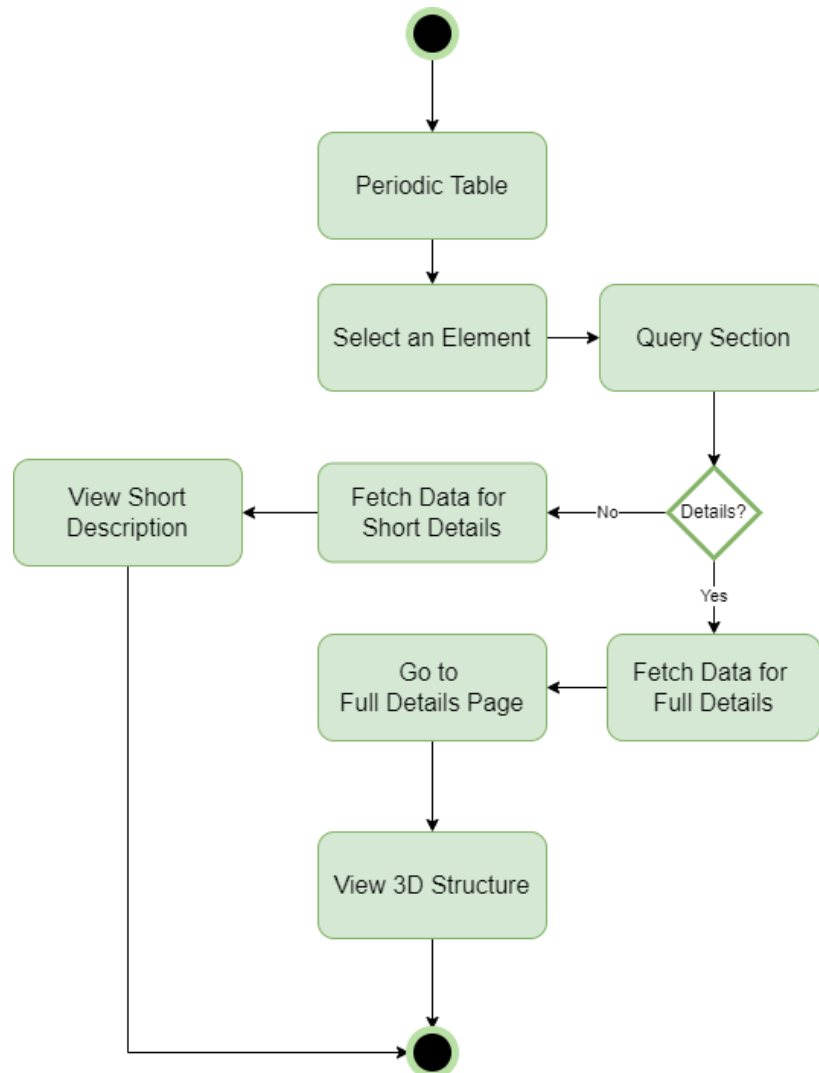 Periodic Table
Select an Element
Query Section
View Short
Description
Fetch Data for
Short Details
No
Details?
Yes
Go to
Full Details Page
Fetch Data for
Full Details
View 3D Structure